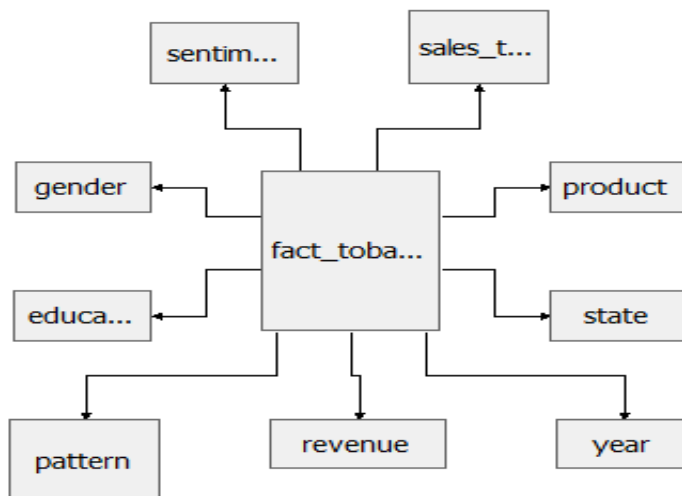 sentim...
sales_t...
gender
product
fact_toba...
educa...
state
pattern
revenue
year